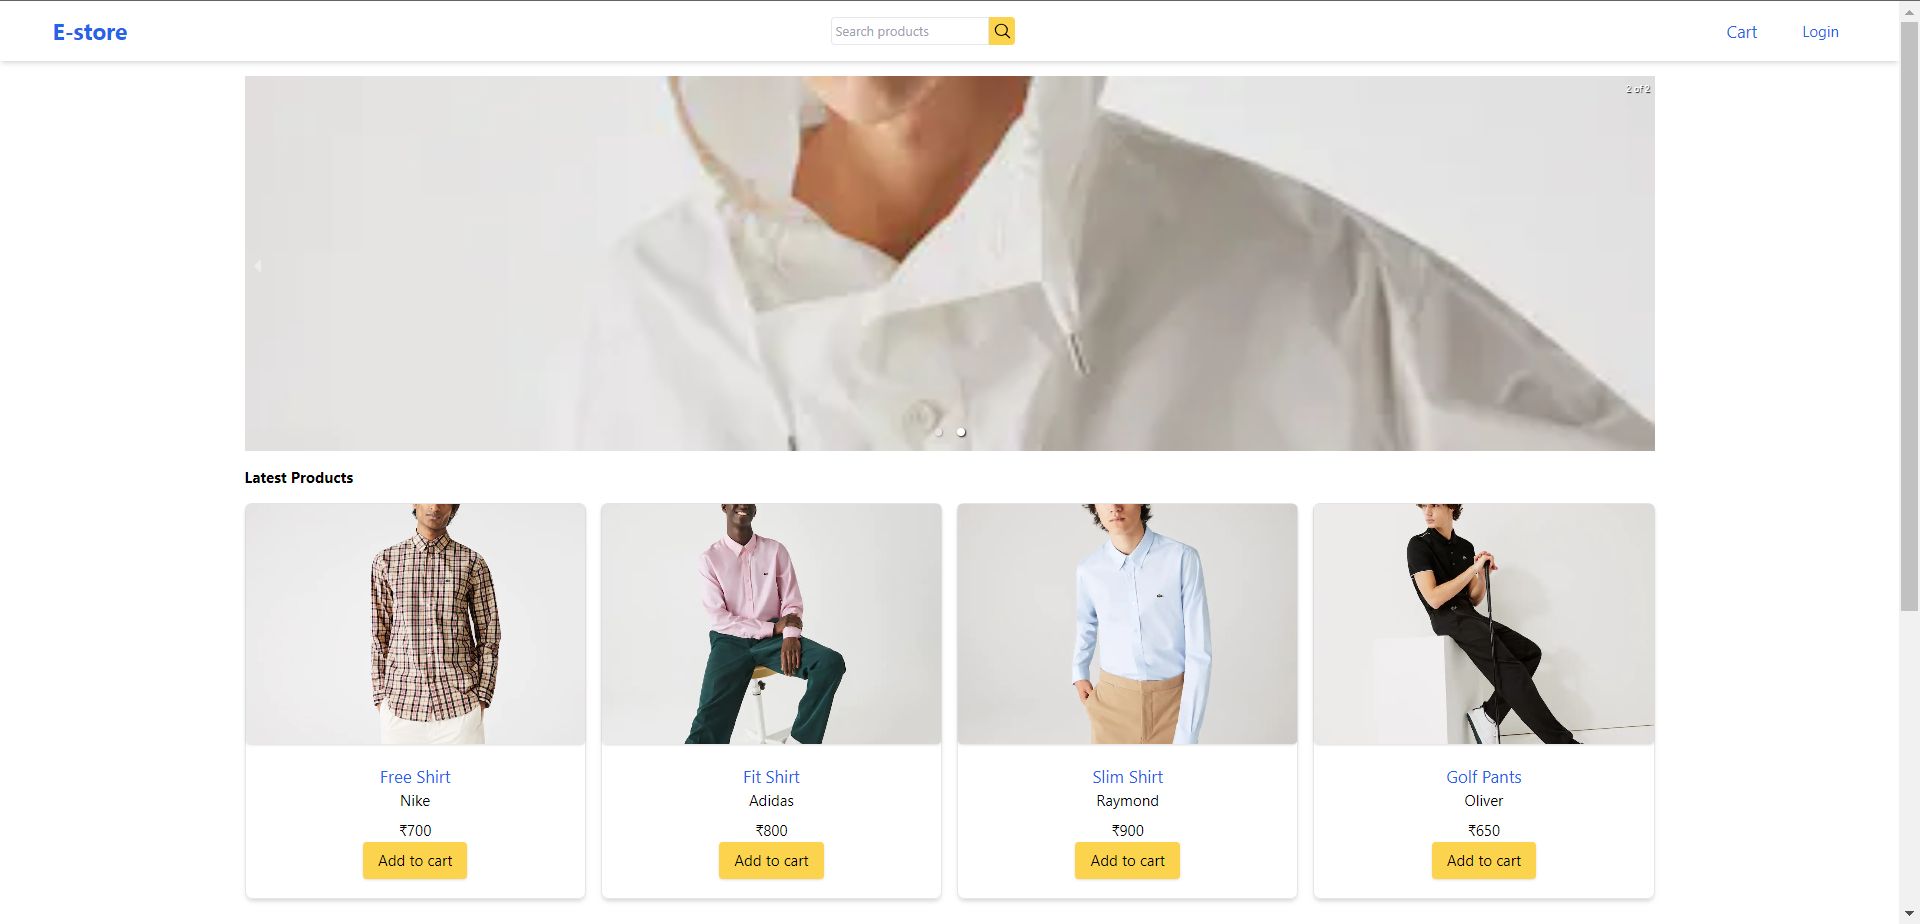 E-store
Search products
Cart
Login
2 of 2
Latest Products
Free Shirt
Nike
₹700
Add to cart
Fit Shirt
Adidas
₹800
Add to cart
Slim Shirt
Raymond
₹900
Add to cart
Golf Pants
Oliver
₹650
Add to cart